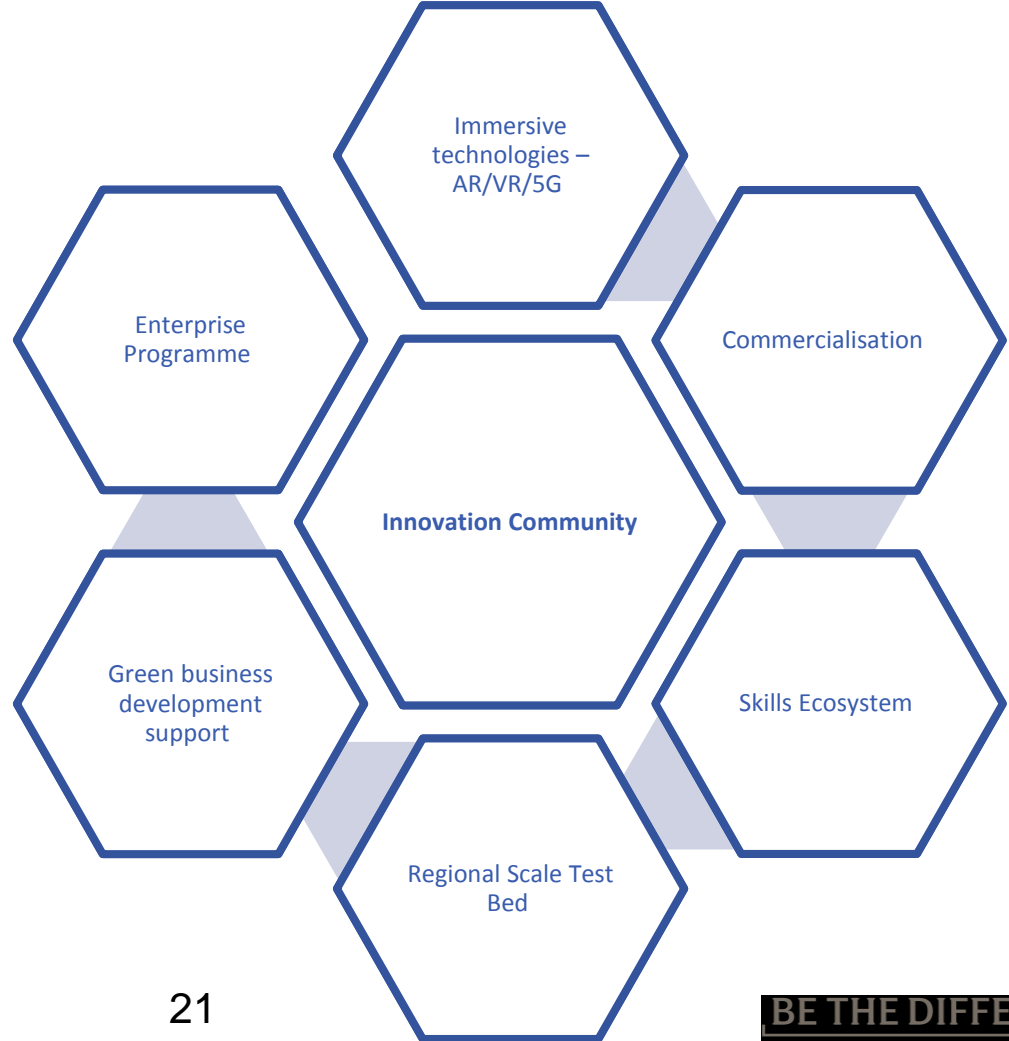 Immersive
technologies –
AR/VR/5G
Enterprise
Programme
Commercialisation
Innovation Community
Green business
development
support
Skills Ecosystem
Regional Scale Test
Bed
21
BE THE DIFFE